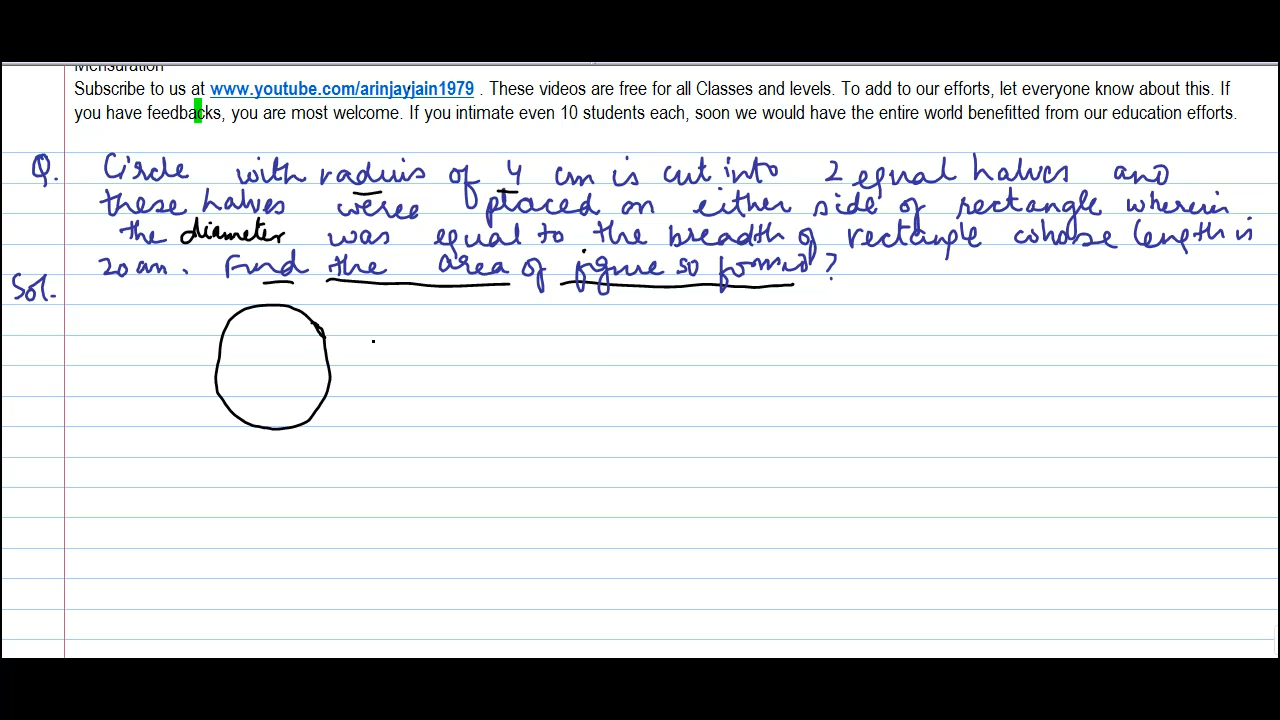 Mensuration
Subscribe to us at www.youtube.com/arinjayjain1979 . These videos are free for all Classes and levels. To add to our efforts, let everyone know about this. If
you have feedbacks, you are most welcome. If you intimate even 10 students each, soon we would have the entire world benefitted from our education efforts.
Q. Circle with radius of 4 cm is cut into 2 equal halves and
these halves were placed on either side of rectangle wherein
the diameter was equal to the breadth of rectangle whose length is
20cm. Find the area of figure so formed?
Sol.